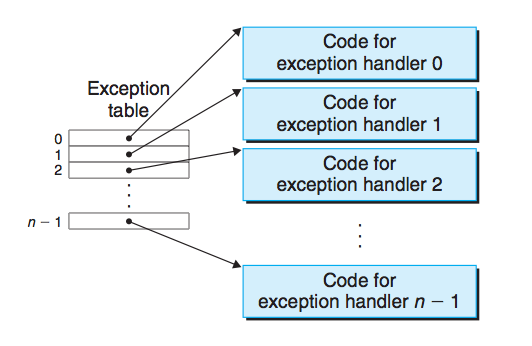 Code for
exception handler 0
Exception
table
Code for
exception handler 1
0
1
2
Code for
exception handler 2
n − 1
Code for
exception handler n − 1